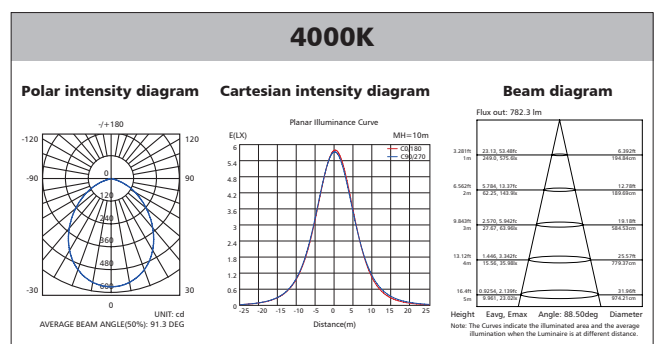 4000K
Polar intensity diagram
Cartesian intensity diagram
Beam diagram
-/+180
-120
120
-90
90
-30
30
0
0
120
240
360
480
600
UNIT: cd
AVERAGE BEAM ANGLE(50%): 91.3 DEG
Planar Illuminance Curve
E(LX)
MH=10m
C0/180
C90/270
6
5.4
4.8
4.2
3.6
3
2.4
1.8
1.2
0.6
0
-25 -20 -15 -10 -5 0 5 10 15 20 25
Distance(m)
Flux out: 782.3 lm
3.281ft 23.13, 53.48fc 6.392ft
1m 249.0, 575.6lx 194.84cm
6.562ft 5.784, 13.37fc 12.78ft
2m 62.25, 143.9lx 189.69cm
9.843ft 2.570, 5.942fc 19.18ft
3m 27.67, 63.96lx 584.53cm
13.12ft 1.446, 3.342fc 25.57ft
4m 15.56, 35.98lx 779.37cm
16.4ft 0.9254, 2.139fc 31.96ft
5m 9.961, 23.02lx 974.21cm
Height Eavg, Emax Angle: 88.50deg Diameter
Note: The Curves indicate the illuminated area and the average
illumination when the Luminaire is at different distance.